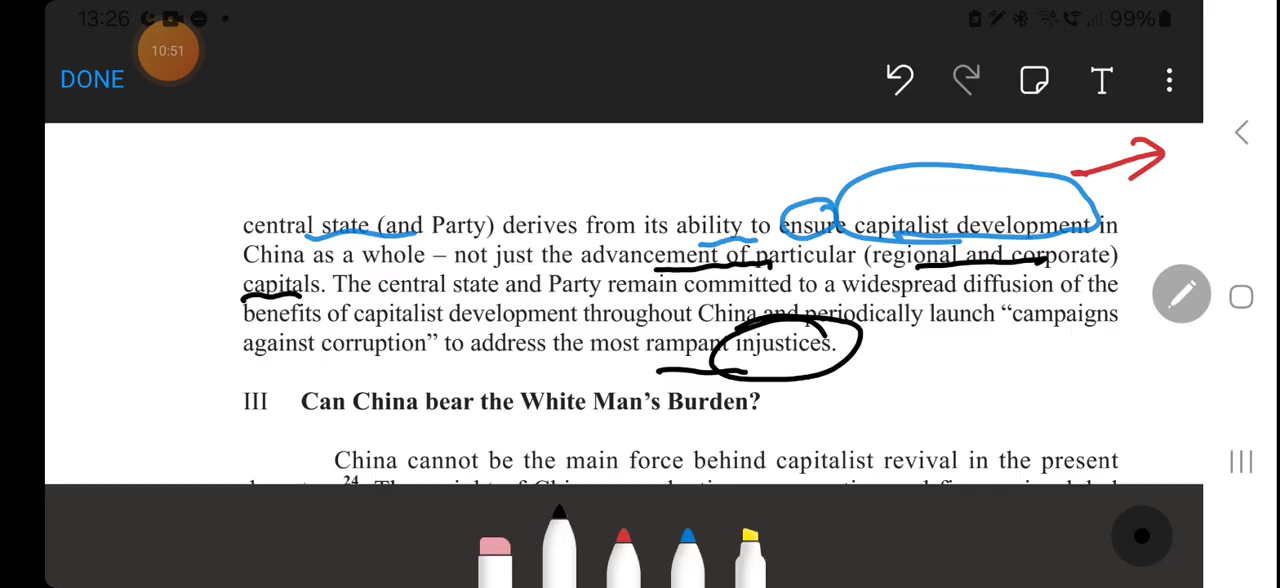 13:26
99%
10:51
DONE
T
central state (and Party) derives from its ability to ensure capitalist development in
China as a whole – not just the advancement of particular (regional and corporate)
capitals. The central state and Party remain committed to a widespread diffusion of the
benefits of capitalist development throughout China and periodically launch “campaigns
against corruption” to address the most rampant injustices.
III Can China bear the White Man’s Burden?
China cannot be the main force behind capitalist revival in the present
24